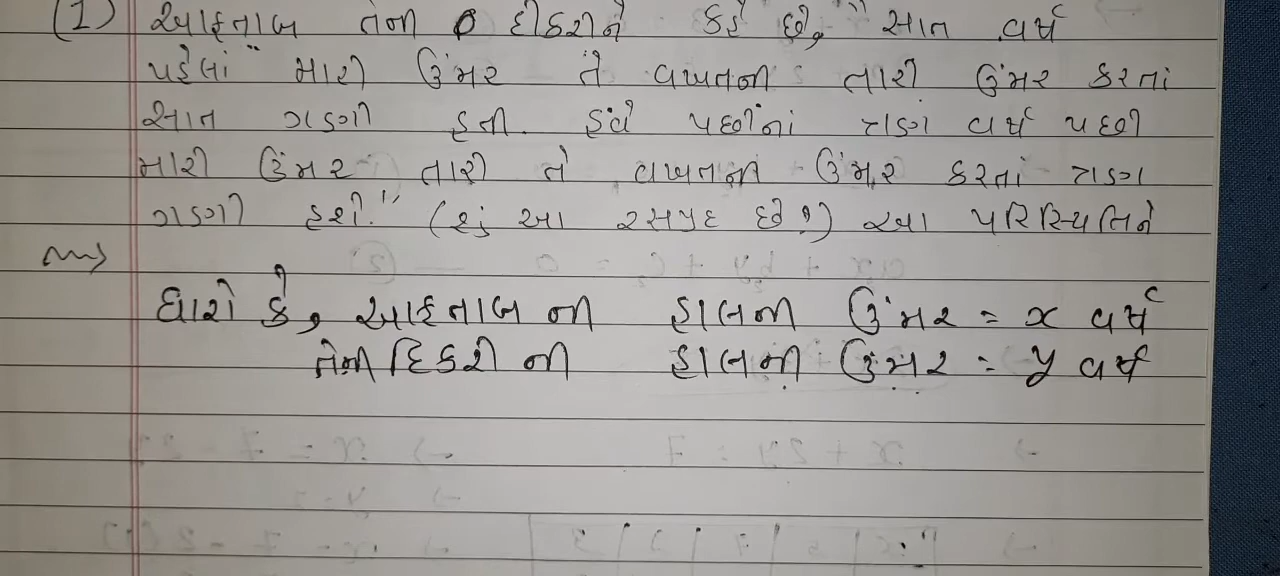 (1) આફતાબ તેની દીકરીને કહે છે, " સાત વર્ષ
પહેલાં મારી ઉંમર તે વખતની તારી ઉંમર કરતાં
સાત ગણી હતી. હવે પછીનાં ત્રણ વર્ષ પછી
મારી ઉંમર તારી તે વખતની ઉંમર કરતાં ત્રણ
ગણી હશે." (શું આ રસપ્રદ છે ?) આ પરિસ્થિતિને
ધારો કે, આફતાબ ની હાલની ઉંમર = x વર્ષ
તેની દિકરી ની હાલની ઉંમર = y વર્ષ